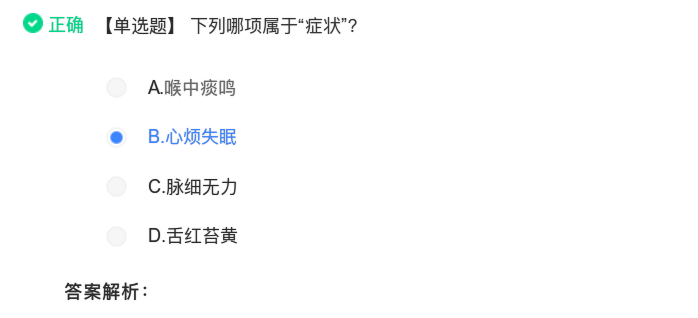 正确 【单选题】 下列哪项属于“症状”?
A.喉中痰鸣
B.心烦失眠
C.脉细无力
D.舌红苔黄
答案解析：